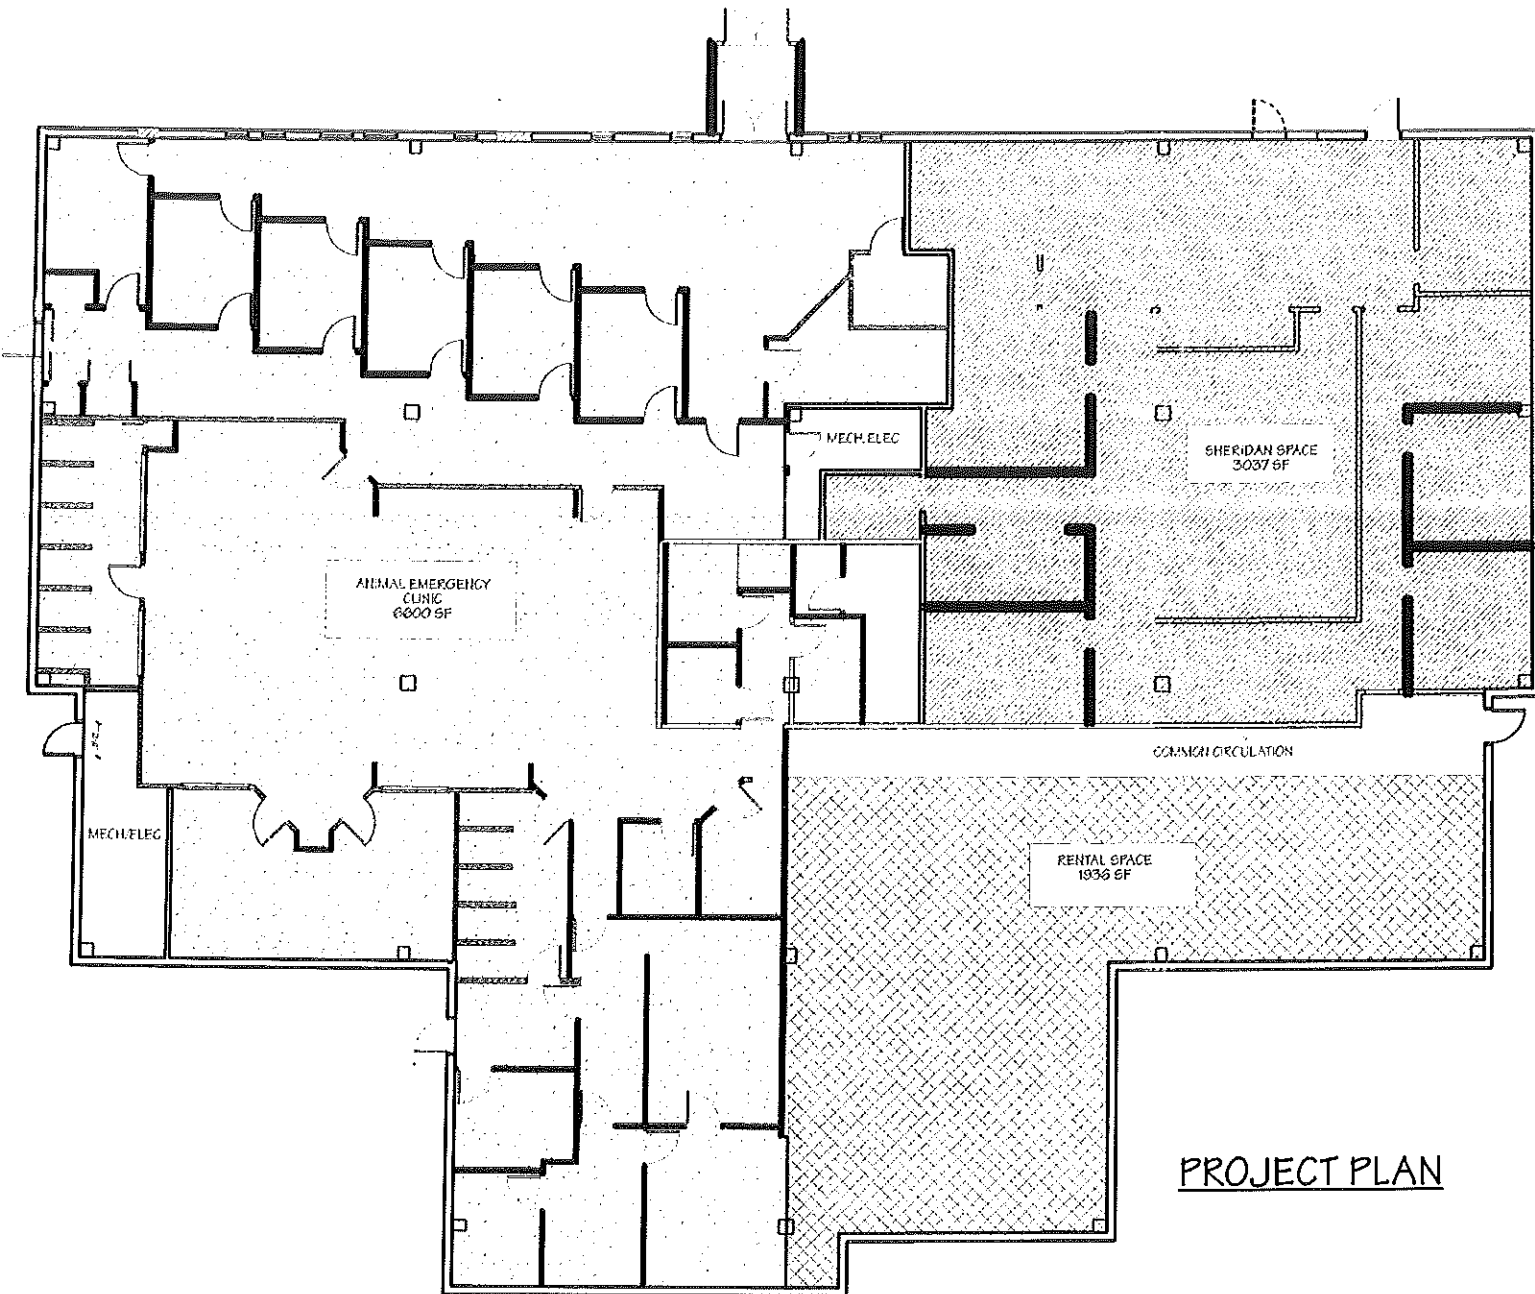 MECH.ELEC
SHERIDAN SPACE
3037 SF
ANIMAL EMERGENCY
CLINIC
6600 SF
COMMON CIRCULATION
MECH.ELEC
RENTAL SPACE
1936 SF
PROJECT PLAN